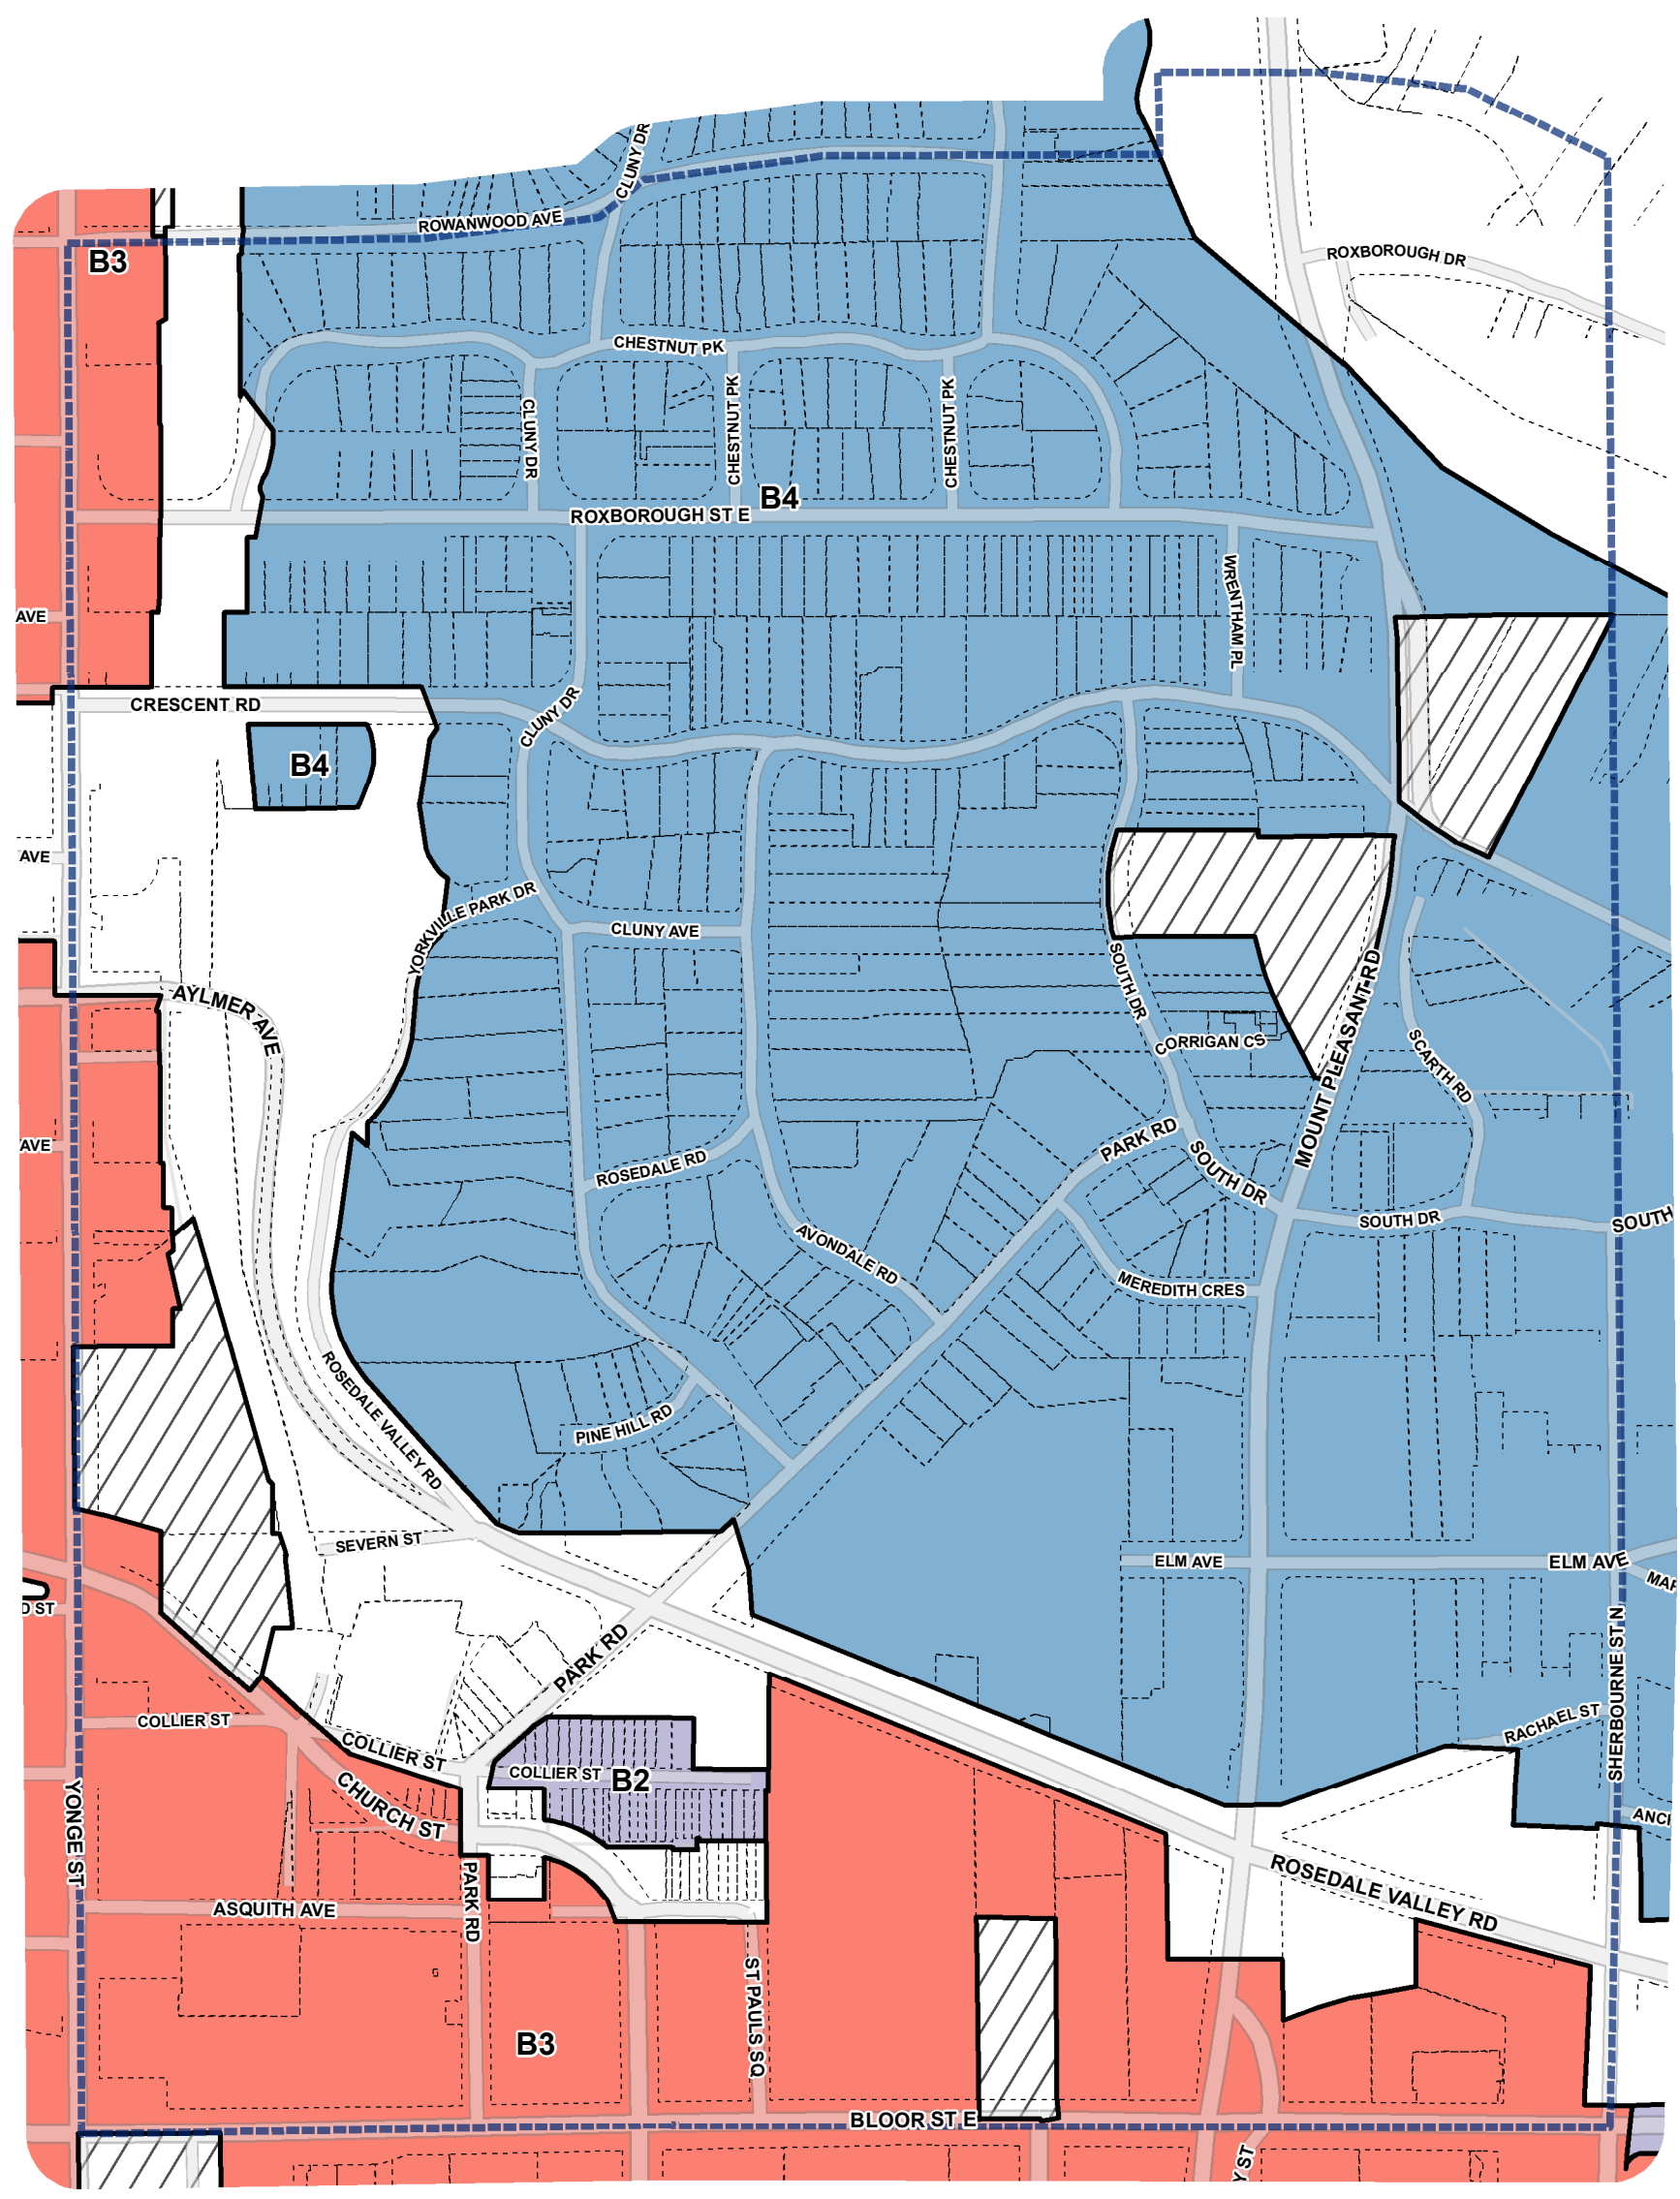 CLUNY DR
ROWANWOOD AVE
B3
ROXBOROUGH DR
CHESTNUT PK
CLUNY DR
CHESTNUT PK
CHESTNUT PK
B4
ROXBOROUGH ST E
WRENTHAM PL
AVE
CRESCENT RD
CLUNY DR
B4
AVE
YORKVILLE PARK DR
CLUNY AVE
SOUTH DR
MOUNT PLEASANT RD
AYLMER AVE
CORRIGAN CS
SCARTH RD
AVE
PARK RD
ROSEDALE RD
SOUTH DR
SOUTH DR
SOUTH
AVONDALE RD
MEREDITH CRES
ROSEDALE VALLEY RD
PINE HILL RD
SEVERN ST
ELM AVE
ELM AVE
MAR
D ST
PARK RD
SHERBOURNE ST N
COLLIER ST
RACHAEL ST
COLLIER ST
COLLIER ST
B2
CHURCH ST
YONGE ST
ANCI
ROSEDALE VALLEY RD
PARK RD
ASQUITH AVE
ST PAULS SQ
B3
BLOOR ST E
Y ST